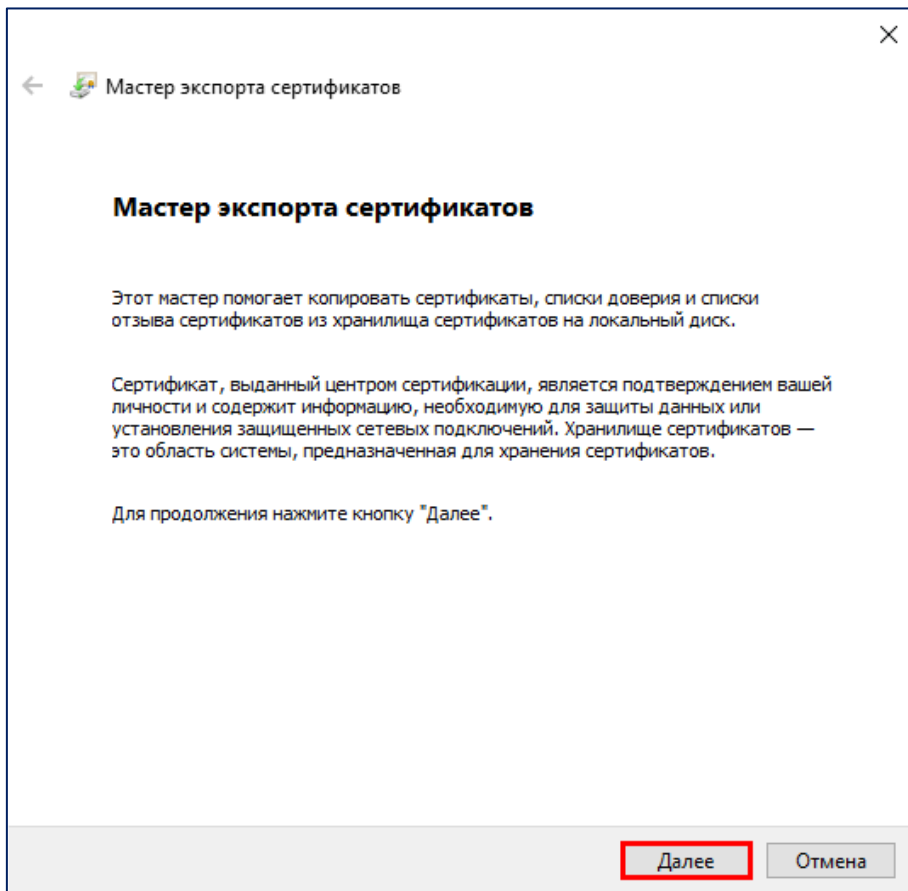 Мастер экспорта сертификатов
Мастер экспорта сертификатов
Этот мастер помогает копировать сертификаты, списки доверия и списки
отзыва сертификатов из хранилища сертификатов на локальный диск.
Сертификат, выданный центром сертификации, является подтверждением вашей
личности и содержит информацию, необходимую для защиты данных или
установления защищенных сетевых подключений. Хранилище сертификатов —
это область системы, предназначенная для хранения сертификатов.
Для продолжения нажмите кнопку "Далее".
Далее
Отмена